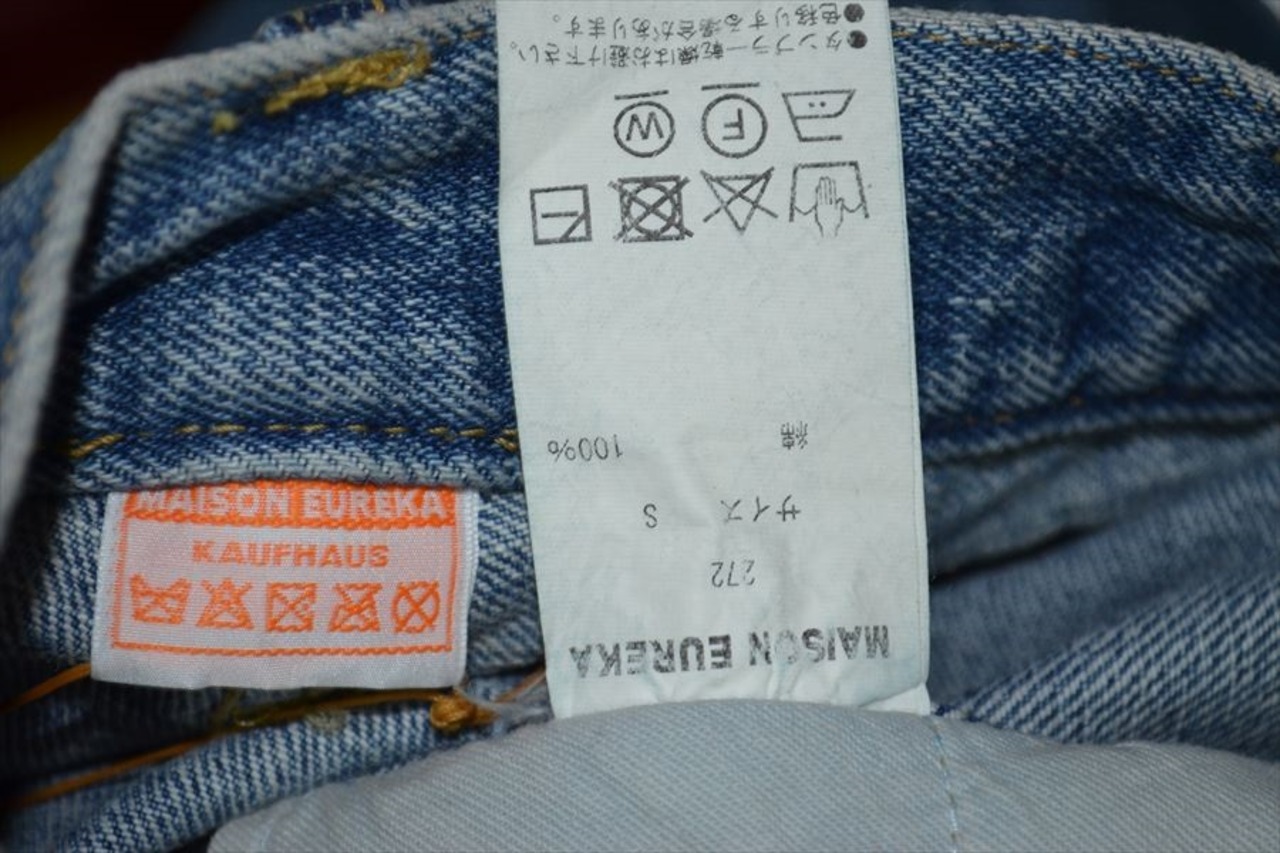 MAISON EUREKA
272
サイズ S
綿 100%
F W
●タンブラー乾燥はお避け下さい。
●色移りする場合があります。
MAISON EUREKA
KAUFHAUS